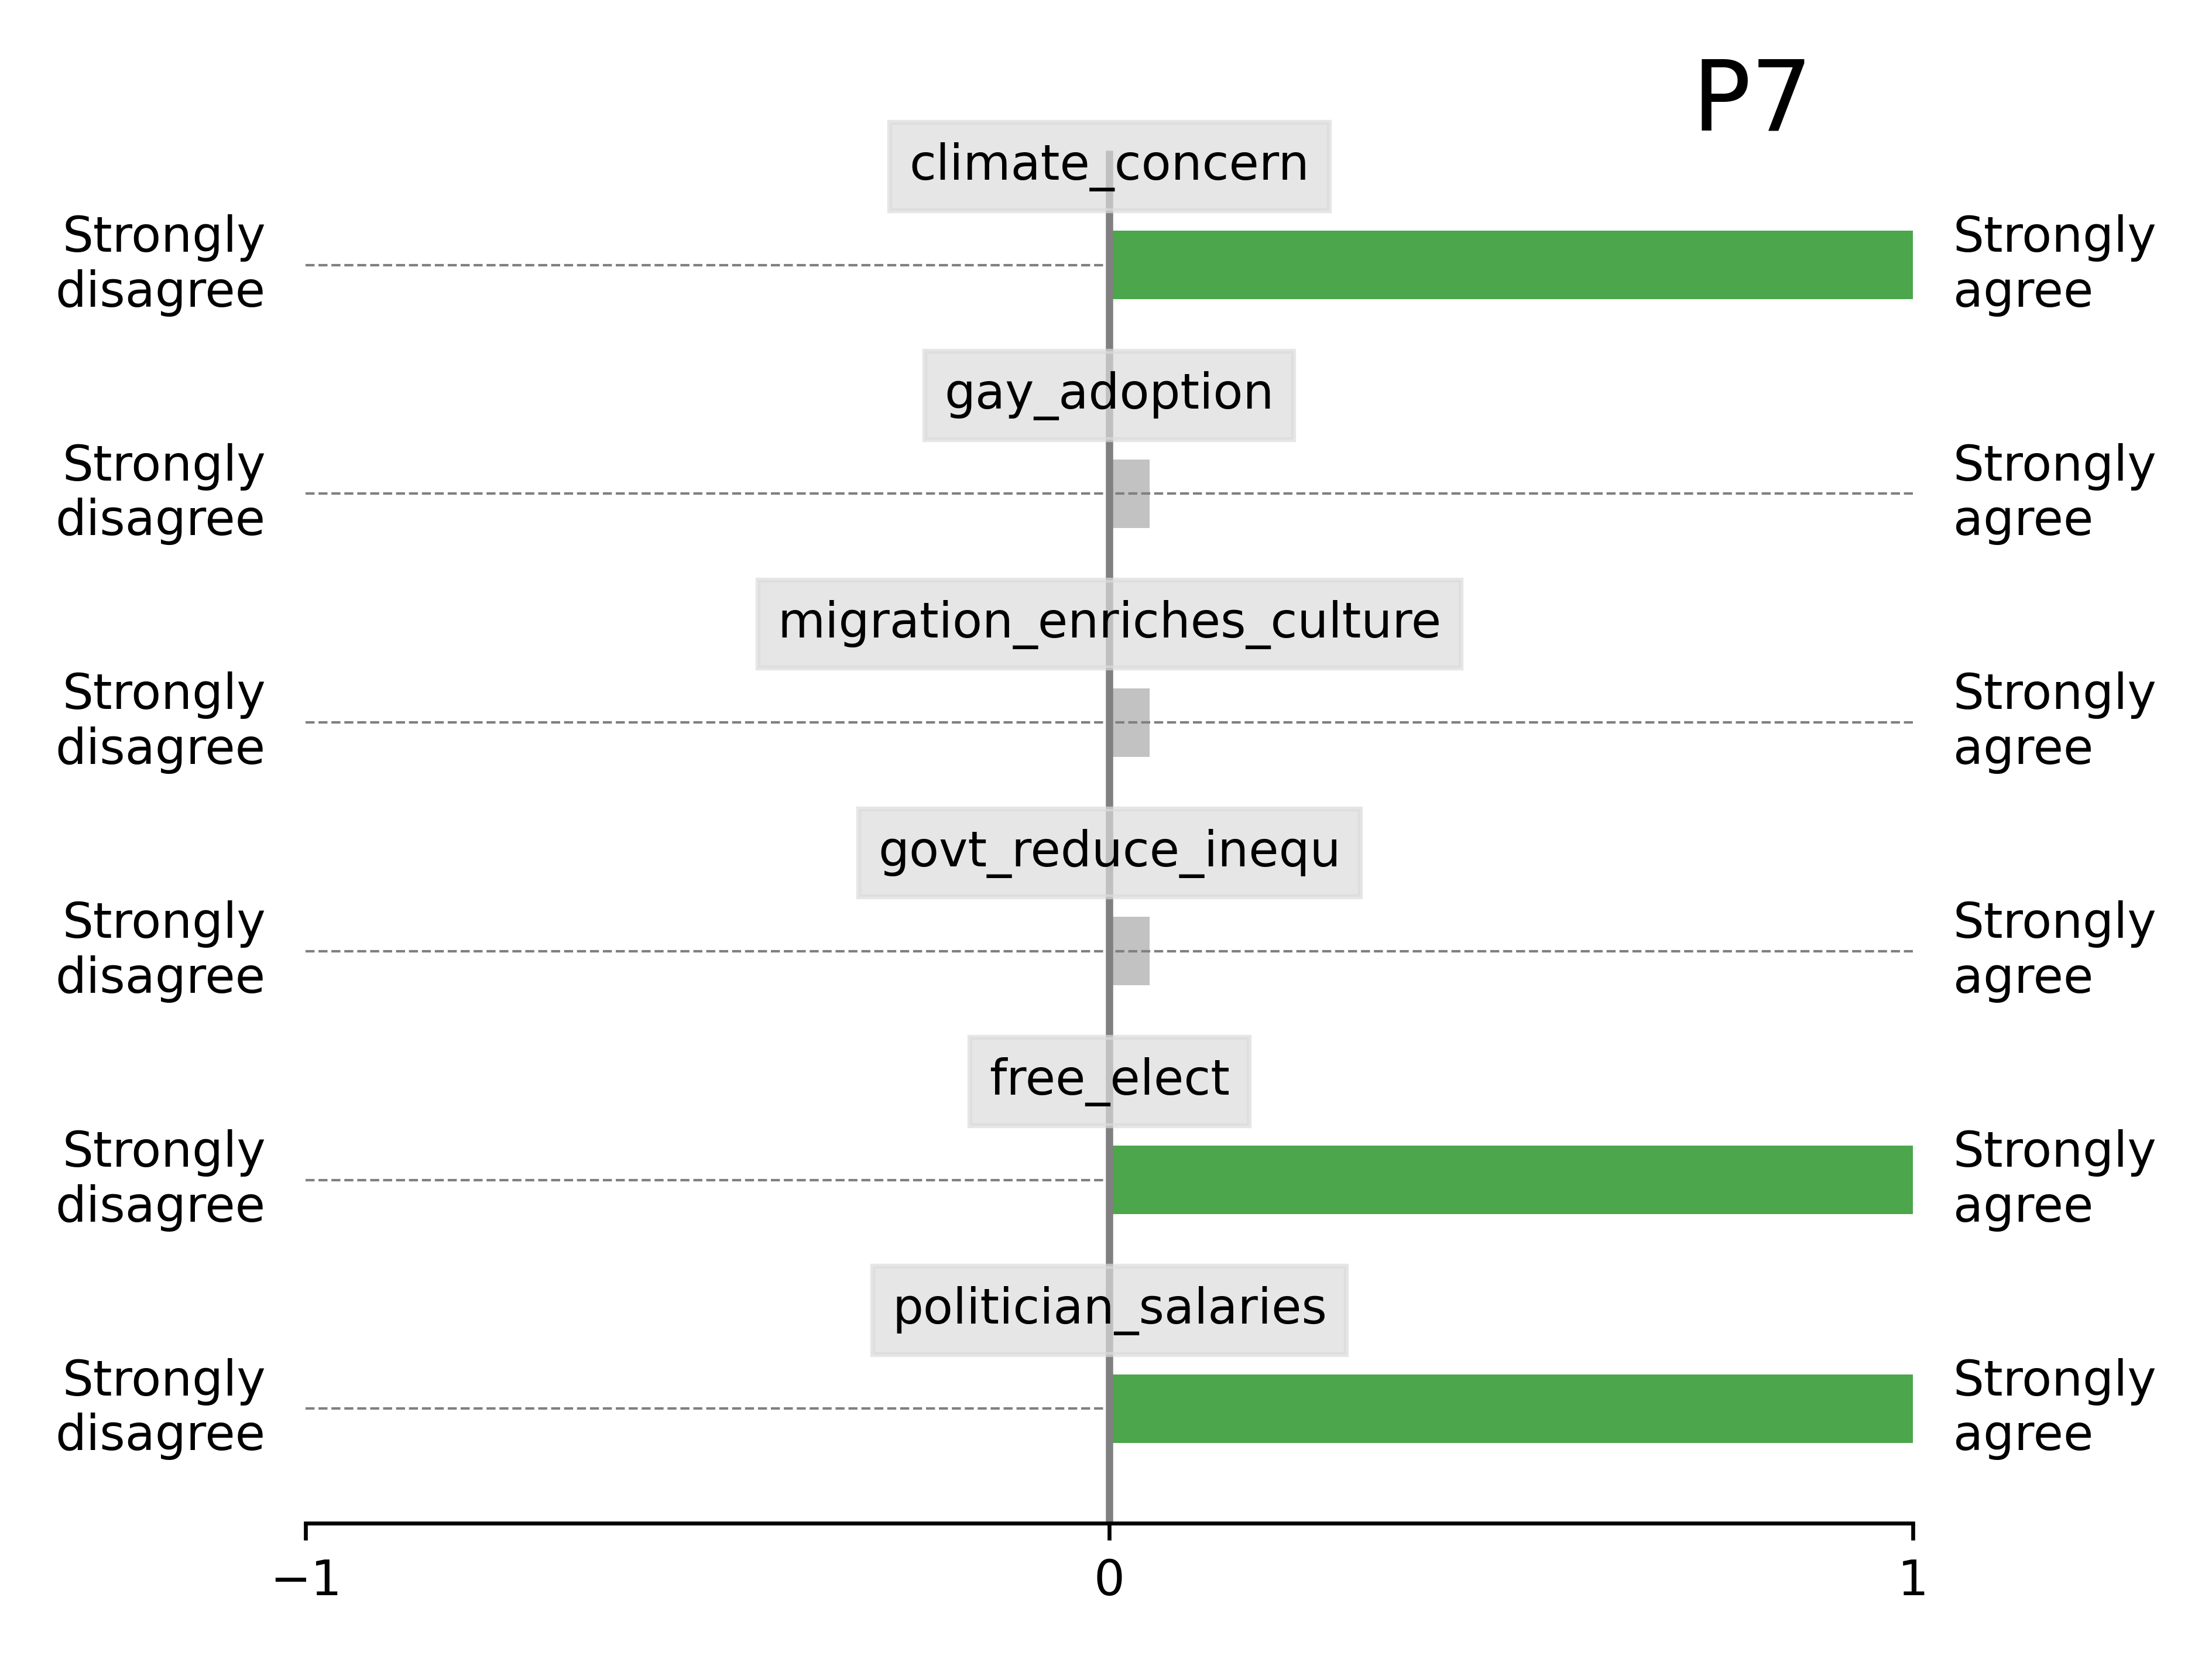 P7
climate_concern
Strongly
disagree
Strongly
agree
gay_adoption
Strongly
disagree
Strongly
agree
migration_enriches_culture
Strongly
disagree
Strongly
agree
govt_reduce_inequ
Strongly
disagree
Strongly
agree
free_elect
Strongly
disagree
Strongly
agree
politician_salaries
Strongly
disagree
Strongly
agree
−1 0 1